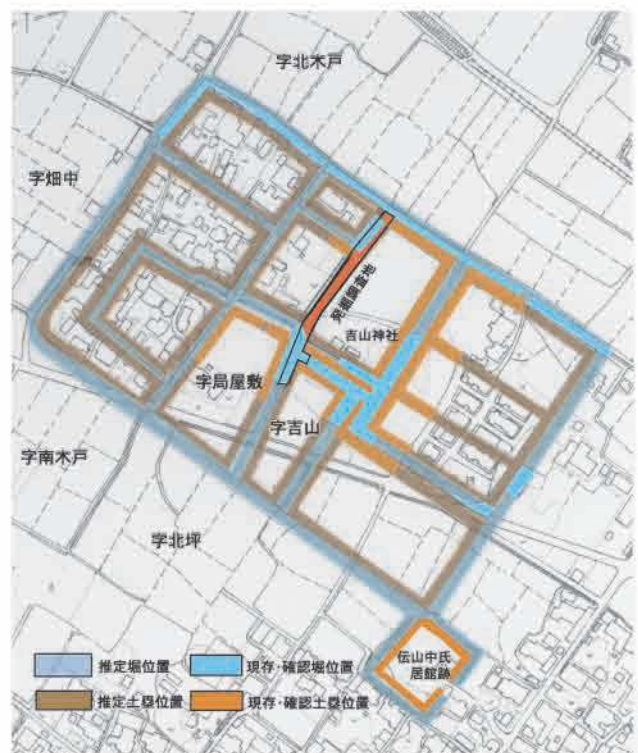 字北木戸
字畑中
発掘調査地
吉山神社
字局屋敷
字吉山
字南木戸
字北坪
伝山中氏
居館跡
推定堀位置
現存・確認堀位置
推定土塁位置
現存・確認土塁位置